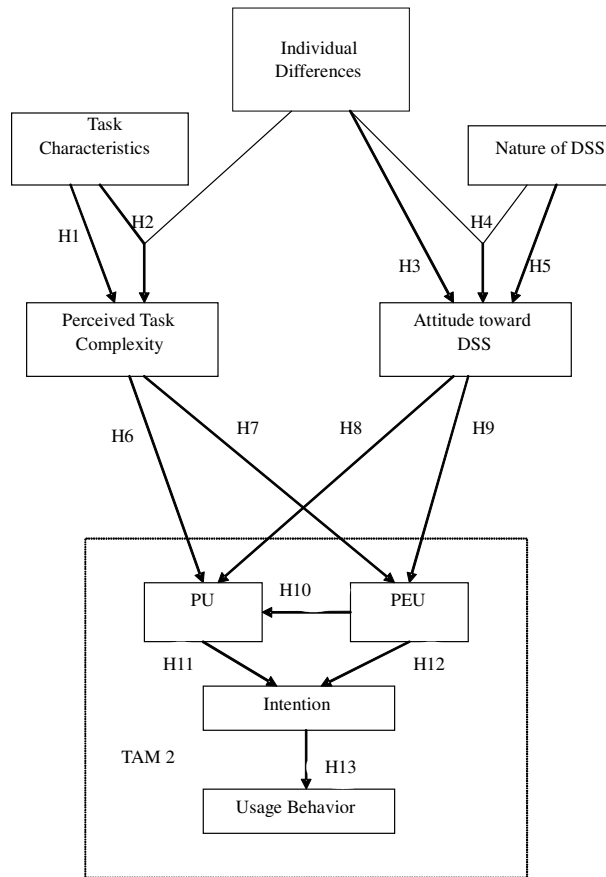 Individual
Differences
Task
Characteristics
Nature of DSS
H1
H2
H3
H4
H5
Perceived Task
Complexity
Attitude toward
DSS
H6
H7
H8
H9
PU
H10
PEU
H11
H12
Intention
TAM 2
H13
Usage Behavior